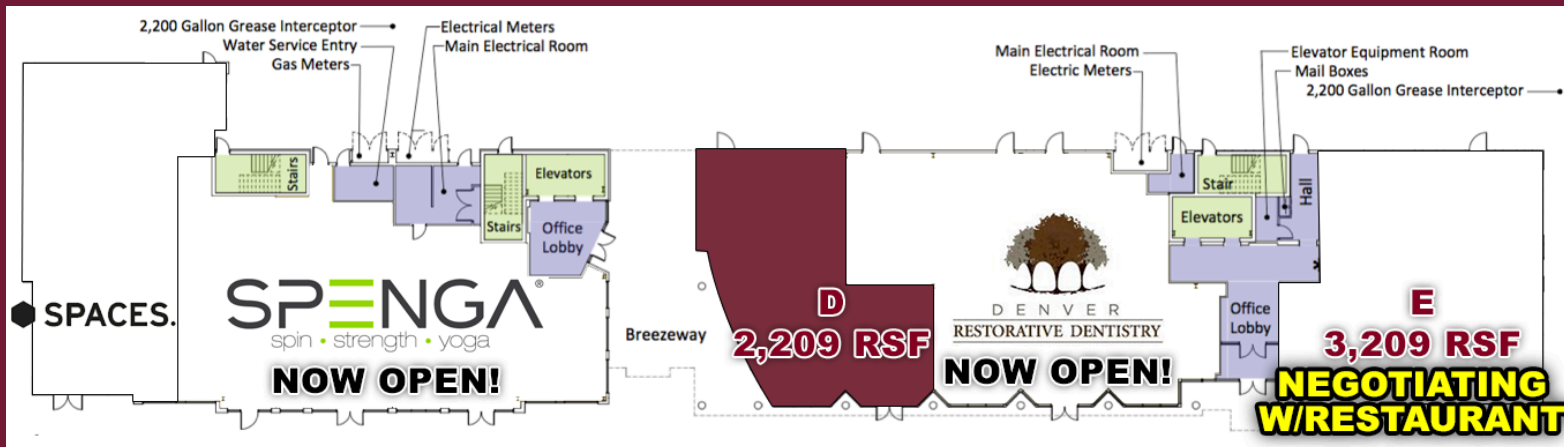 2,200 Gallon Grease Interceptor
Water Service Entry
Gas Meters
Electrical Meters
Main Electrical Room
Main Electrical Room
Electric Meters
Elevator Equipment Room
Mail Boxes
2,200 Gallon Grease Interceptor
SPACES.
Stairs
Stairs
Elevators
Office
Lobby
SPENGA®
spin • strength • yoga
NOW OPEN!
Breezeway
D
2,209 RSF
DENVER
RESTORATIVE DENTISTRY
NOW OPEN!
Stair
Elevators
Hall
Office
Lobby
E
3,209 RSF
NEGOTIATING
W/RESTAURANT